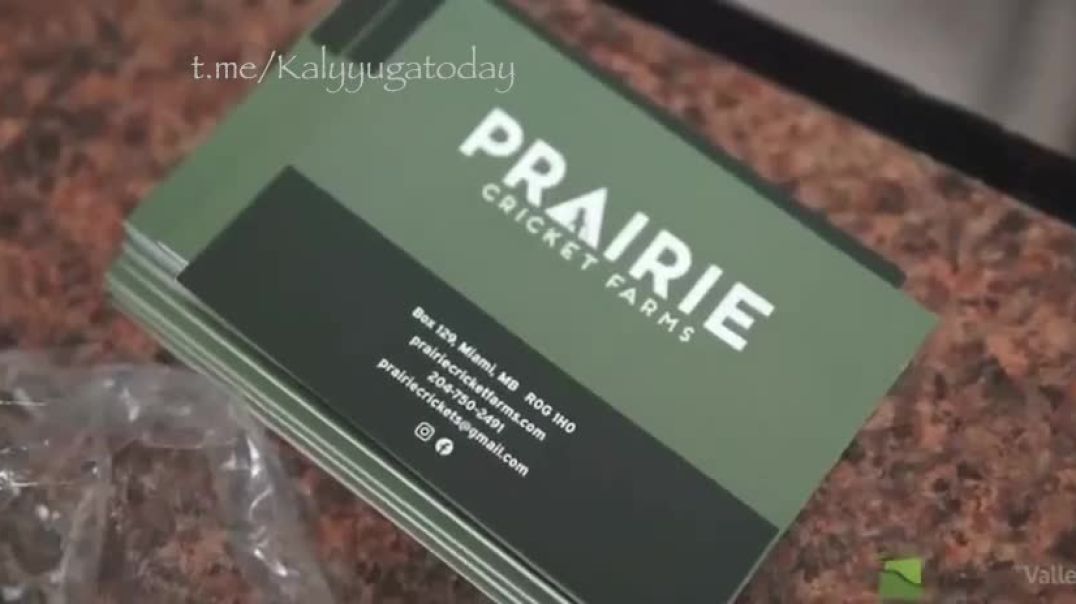 t.me/Kalyyugatoday
PRAIRIE
CRICKET FARMS
Box 129, Miami, MB R0G 1H0
prairiecricketfarms.com
204-750-2491
prairiecrickets@gmail.com
Valle